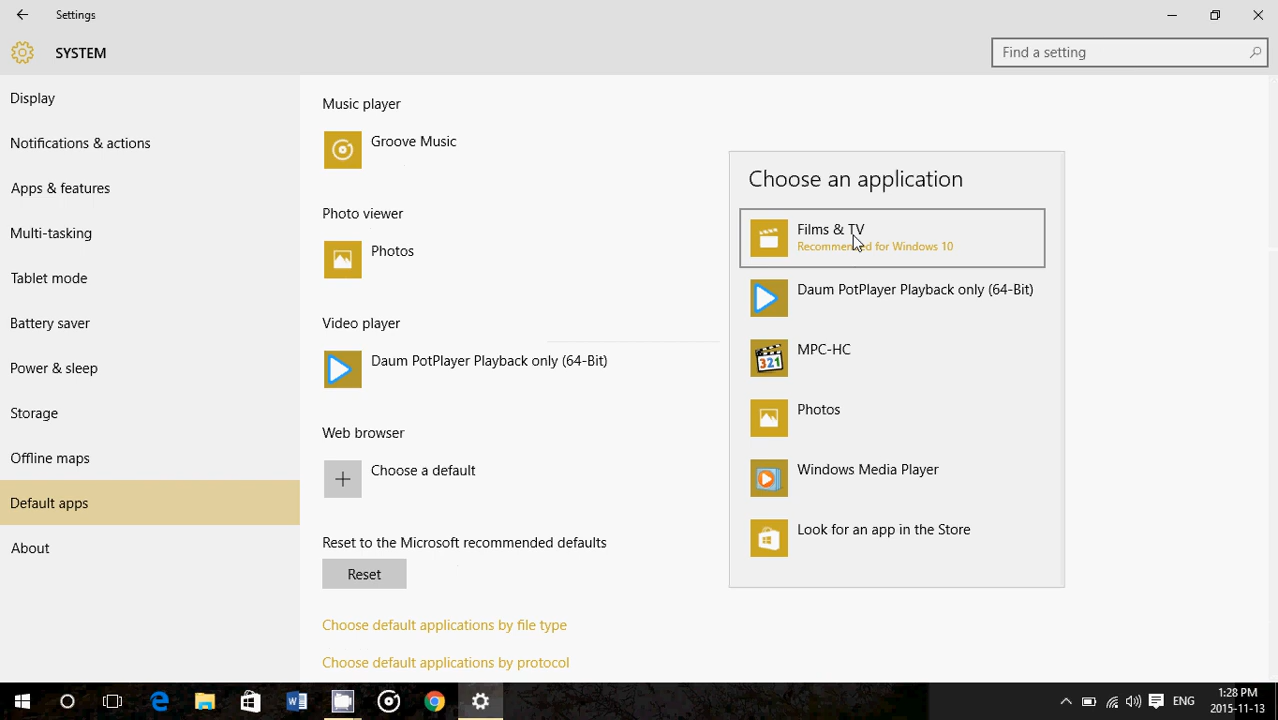 Settings
SYSTEM
Find a setting
Display
Notifications & actions
Apps & features
Multi-tasking
Tablet mode
Battery saver
Power & sleep
Storage
Offline maps
Default apps
About
Music player
Groove Music
Photo viewer
Photos
Video player
Daum PotPlayer Playback only (64-Bit)
Web browser
Choose a default
Reset to the Microsoft recommended defaults
Reset
Choose default applications by file type
Choose default applications by protocol
Choose an application
Films & TV
Recommended for Windows 10
Daum PotPlayer Playback only (64-Bit)
MPC-HC
321
Photos
Windows Media Player
Look for an app in the Store
ENG
1:28 PM
2015-11-13